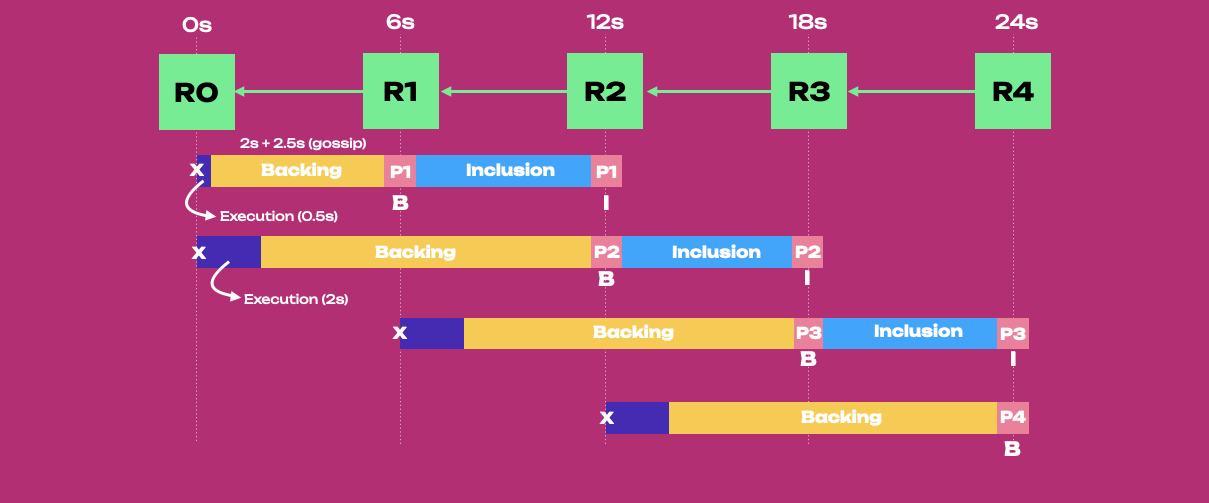 0s 6s 12s 18s 24s
R0 R1 R2 R3 R4
2s + 2.5s (gossip)
X Backing P1 Inclusion P1
B I
Execution (0.5s)
X Backing P2 Inclusion P2
B I
Execution (2s)
X Backing P3 Inclusion P3
B I
X Backing P4
B